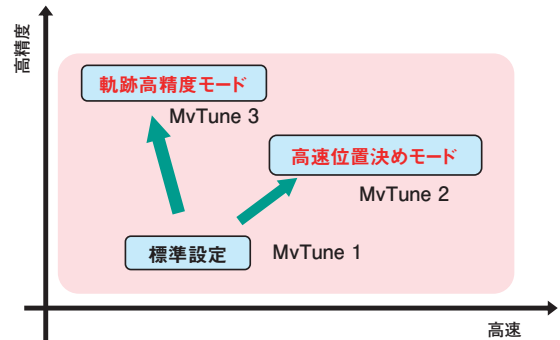 高精度
軌跡高精度モード
MvTune 3
高速位置決めモード
MvTune 2
標準設定
MvTune 1
高速